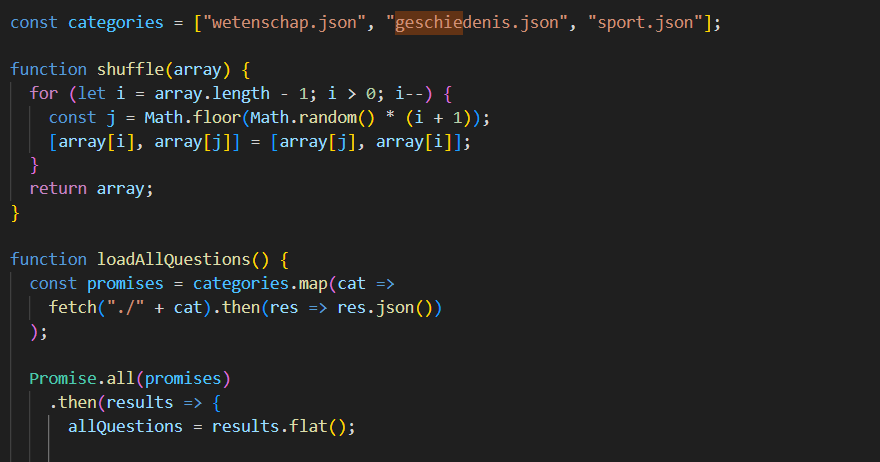 const categories = ["wetenschap.json", "geschiedenis.json", "sport.json"];
function shuffle(array) {
for (let i = array.length - 1; i > 0; i--) {
const j = Math.floor(Math.random() * (i + 1));
[array[i], array[j]] = [array[j], array[i]];
}
return array;
}
function loadAllQuestions() {
const promises = categories.map(cat =>
fetch("./" + cat).then(res => res.json())
);
Promise.all(promises)
.then(results => {
allQuestions = results.flat();